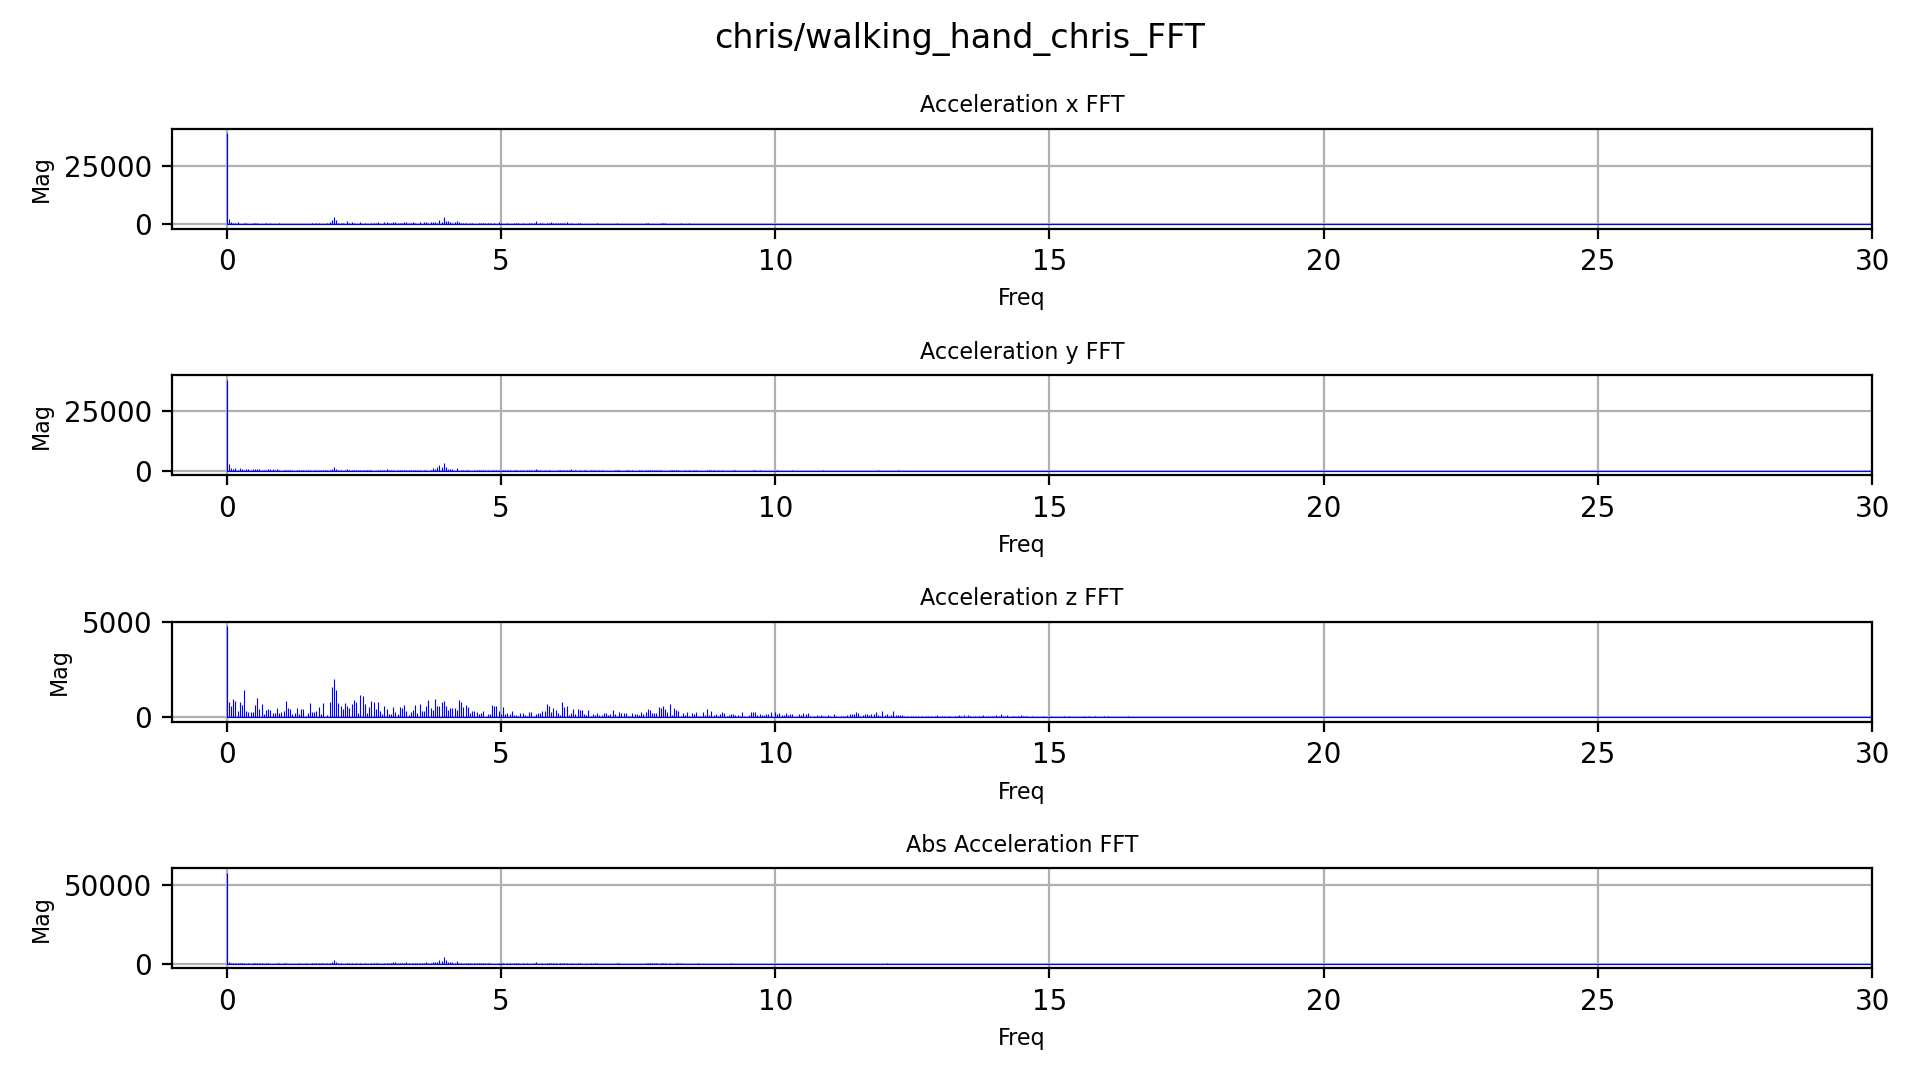 chris/walking_hand_chris_FFT
Acceleration x FFT
Mag
25000
0
0 5 10 15 20 25 30
Freq
Acceleration y FFT
Mag
25000
0
0 5 10 15 20 25 30
Freq
Acceleration z FFT
Mag
5000
0
0 5 10 15 20 25 30
Freq
Abs Acceleration FFT
Mag
50000
0
0 5 10 15 20 25 30
Freq